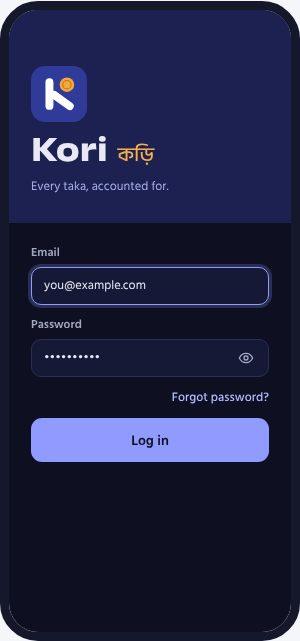 Kori কড়ি
Every taka, accounted for.
Email
you@example.com
Password
Forgot password?
Log in